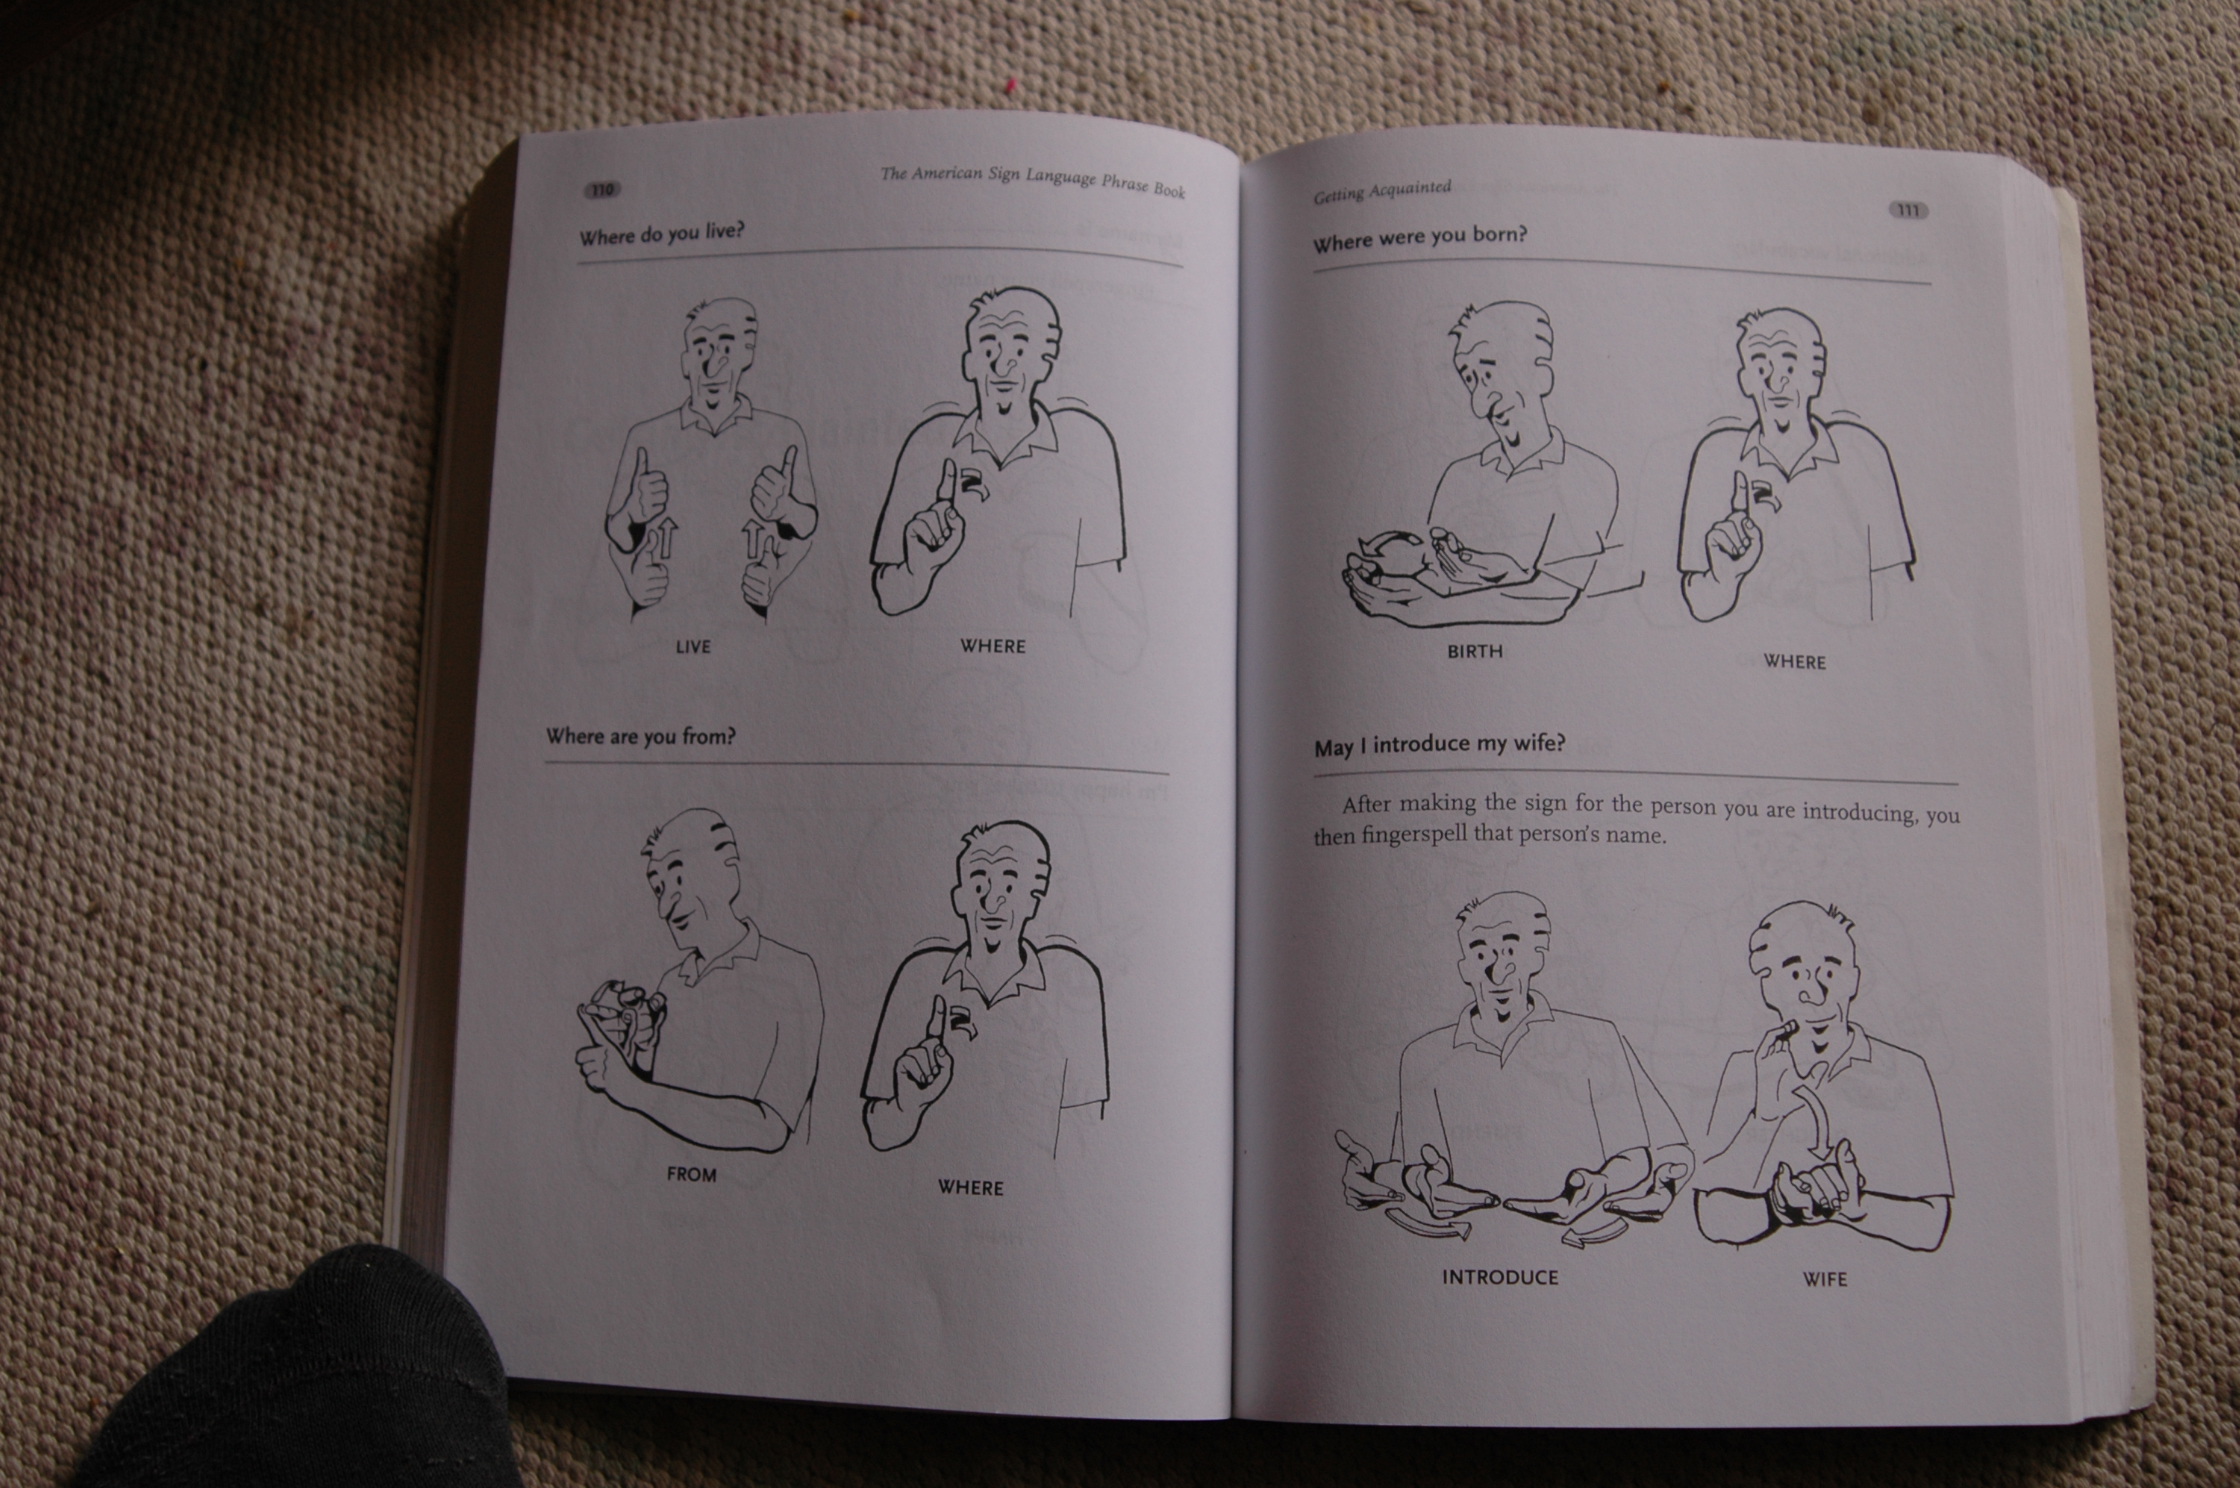 110
The American Sign Language Phrase Book
Where do you live?
LIVE
WHERE
Where are you from?
FROM
WHERE
Getting Acquainted
111
Where were you born?
BIRTH
WHERE
May I introduce my wife?
After making the sign for the person you are introducing, you
then fingerspell that person's name.
INTRODUCE
WIFE